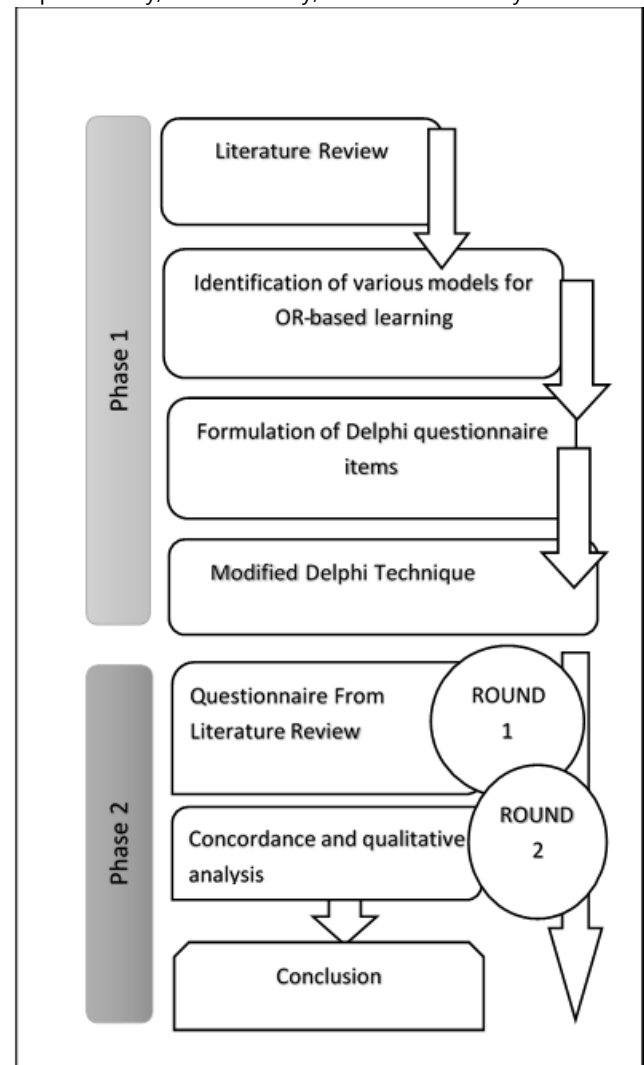 Phase 1
Literature Review
Identification of various models for
OR-based learning
Formulation of Delphi questionnaire
items
Modified Delphi Technique
Phase 2
Questionnaire From
Literature Review
ROUND
1
Concordance and qualitative
analysis
ROUND
2
Conclusion